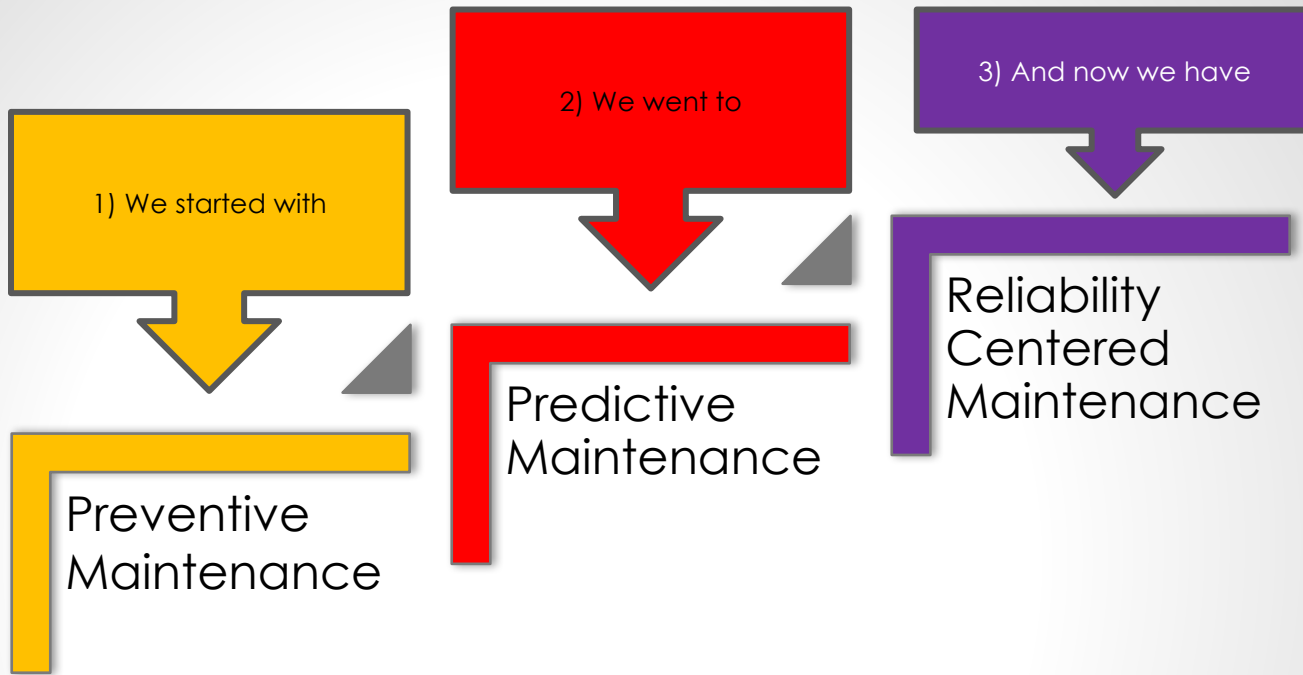 1) We started with
Preventive
Maintenance
2) We went to
Predictive
Maintenance
3) And now we have
Reliability
Centered
Maintenance